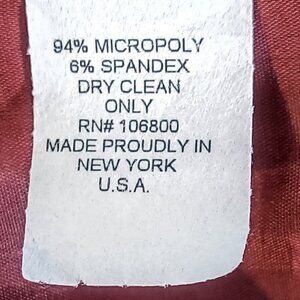 94% MICROPOLY
6% SPANDEX
DRY CLEAN
ONLY
RN# 106800
MADE PROUDLY IN
NEW YORK
U.S.A.